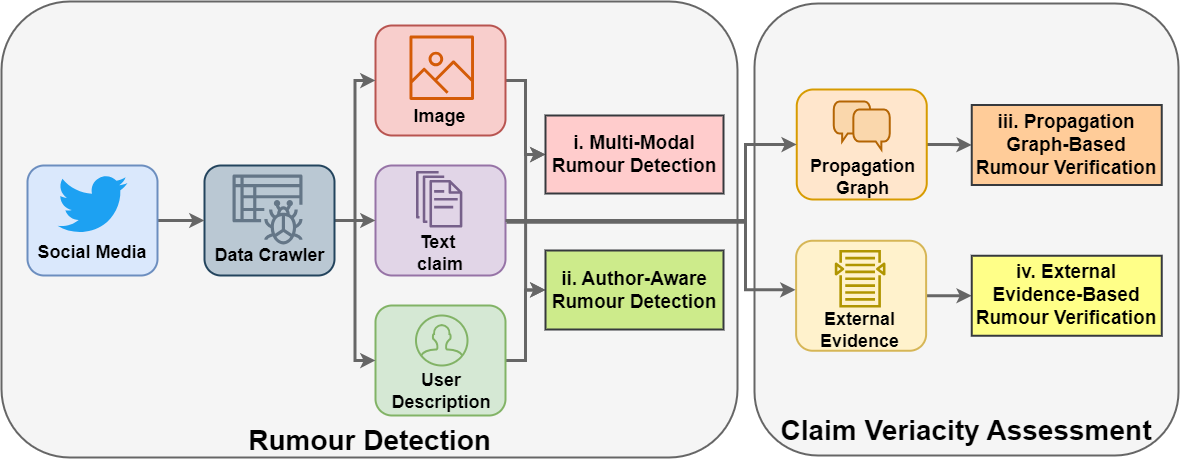 Social Media
Data Crawler
Image
Text
claim
User
Description
i. Multi-Modal
Rumour Detection
ii. Author-Aware
Rumour Detection
Rumour Detection
Propagation
Graph
External
Evidence
iii. Propagation
Graph-Based
Rumour Verification
iv. External
Evidence-Based
Rumour Verification
Claim Veriacity Assessment